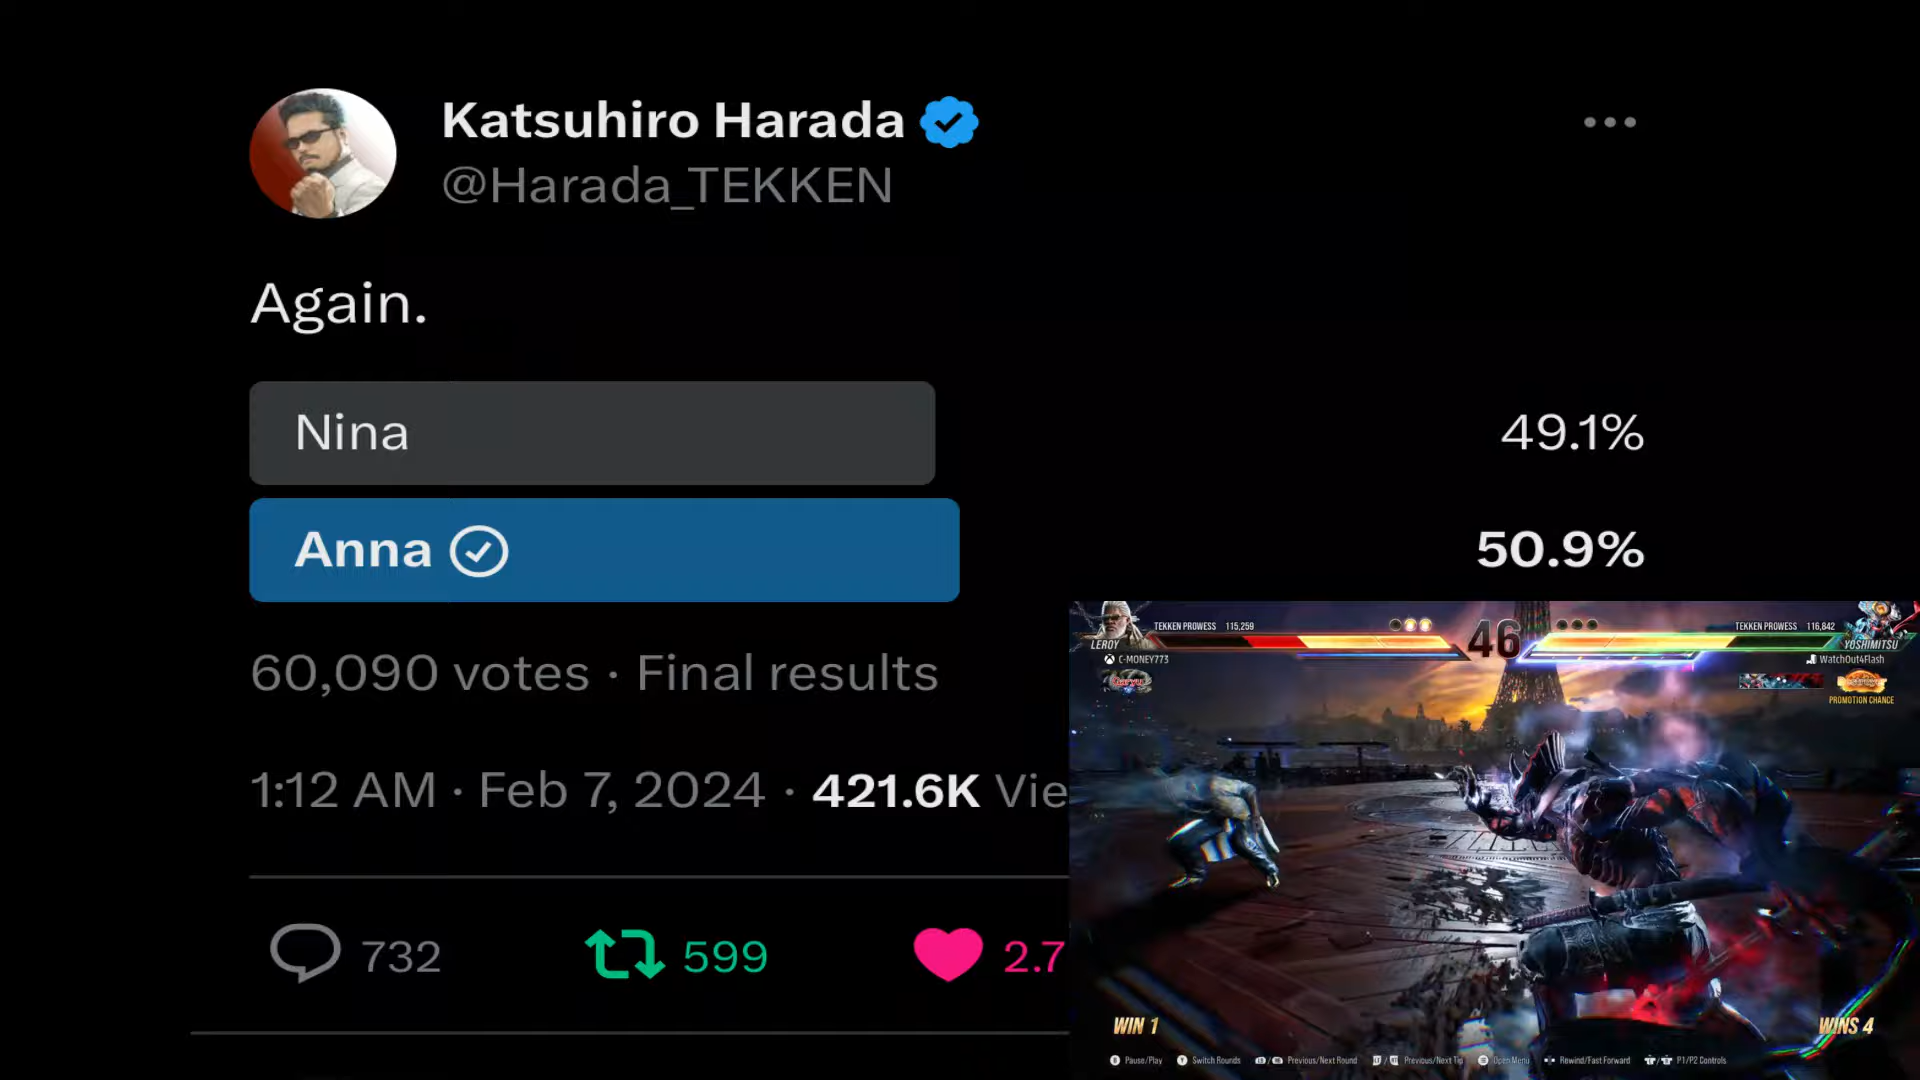 Katsuhiro Harada
@Harada_TEKKEN
Again.
Nina 49.1%
Anna 50.9%
60,090 votes · Final results
1:12 AM · Feb 7, 2024 · 421.6K Vie
732 599 2.7
TEKKEN PROWESS 115,259
46
TEKKEN PROWESS 116,842
LEROY
YOSHIMITSU
C-MONEY773
WatchOut4Flash
PROMOTION CHANCE
WIN 1
WINS 4
Pause/Play Switch Rounds Previous/Next Round Previous/Next Tip Open Menu Rewind/Fast Forward P1/P2 Controls